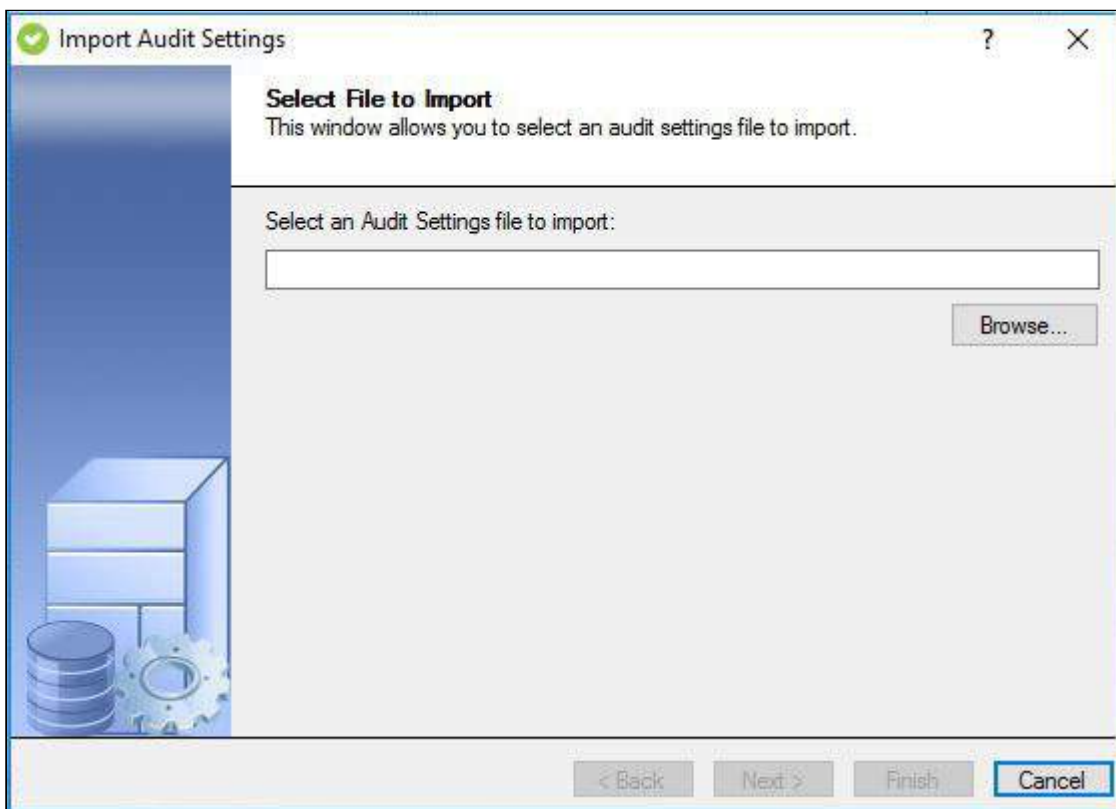 Import Audit Settings
?
Select File to Import
This window allows you to select an audit settings file to import.
Select an Audit Settings file to import:
Browse...
< Back
Next >
Finish
Cancel